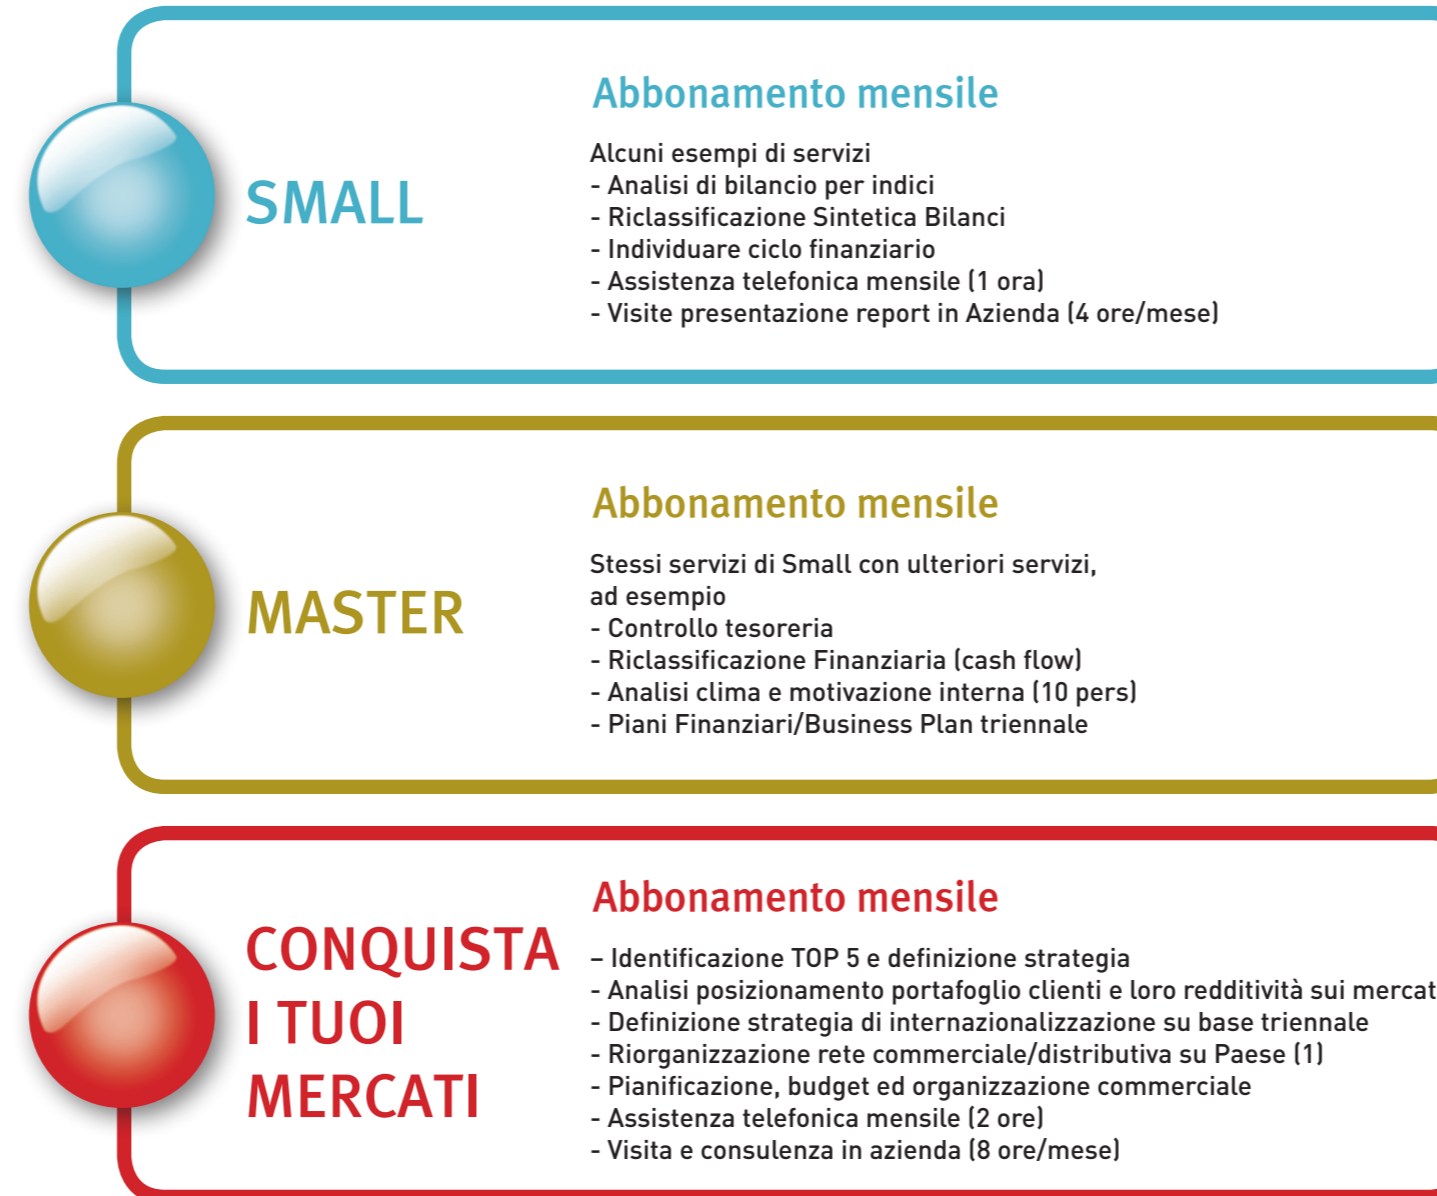 SMALL
Abbonamento mensile
Alcuni esempi di servizi
- Analisi di bilancio per indici
- Riclassificazione Sintetica Bilanci
- Individuare ciclo finanziario
- Assistenza telefonica mensile (1 ora)
- Visite presentazione report in Azienda (4 ore/mese)
MASTER
Abbonamento mensile
Stessi servizi di Small con ulteriori servizi,
ad esempio
- Controllo tesoreria
- Riclassificazione Finanziaria (cash flow)
- Analisi clima e motivazione interna (10 pers)
- Piani Finanziari/Business Plan triennale
CONQUISTA
I TUOI
MERCATI
Abbonamento mensile
– Identificazione TOP 5 e definizione strategia
- Analisi posizionamento portafoglio clienti e loro redditività sui mercat
- Definizione strategia di internazionalizzazione su base triennale
- Riorganizzazione rete commerciale/distributiva su Paese (1)
- Pianificazione, budget ed organizzazione commerciale
- Assistenza telefonica mensile (2 ore)
- Visita e consulenza in azienda (8 ore/mese)